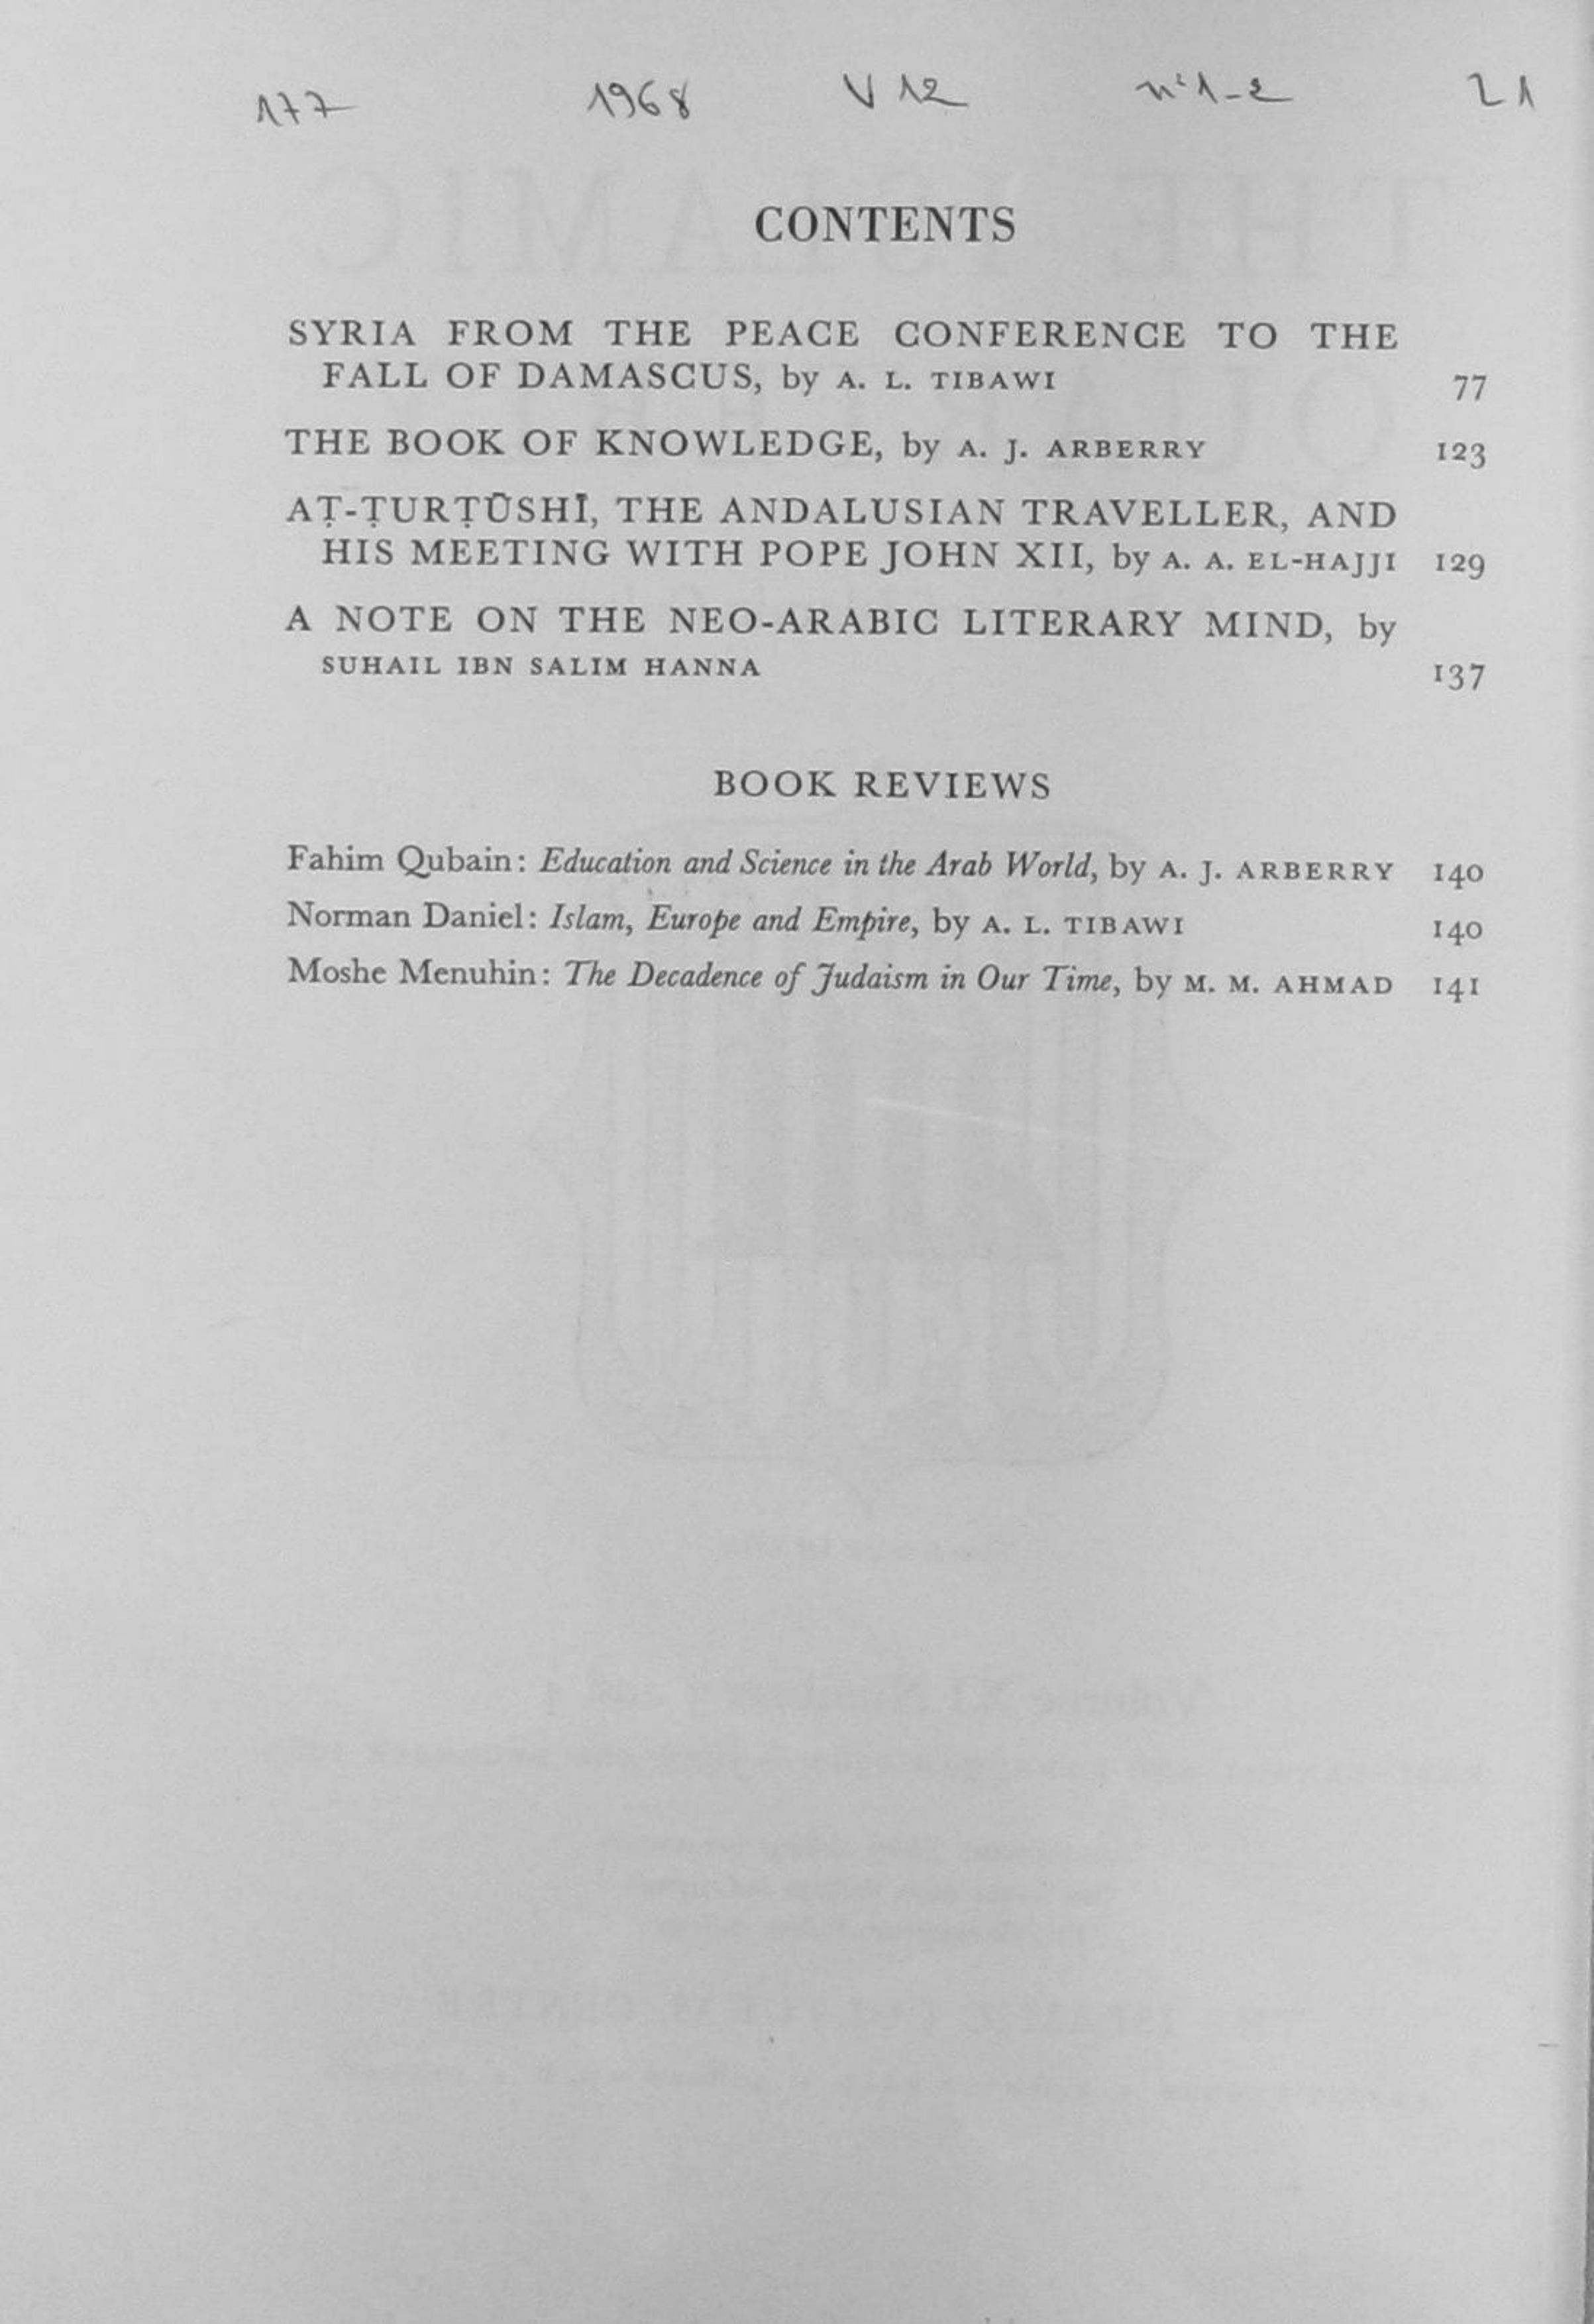 177 1968 V 12 n°1-2 21
CONTENTS
SYRIA FROM THE PEACE CONFERENCE TO THE
FALL OF DAMASCUS, by A. L. TIBAWI 77
THE BOOK OF KNOWLEDGE, by A. J. ARBERRY 123
AṬ-ṬURṬŪSHĪ, THE ANDALUSIAN TRAVELLER, AND
HIS MEETING WITH POPE JOHN XII, by A. A. EL-HAJJI 129
A NOTE ON THE NEO-ARABIC LITERARY MIND, by
SUHAIL IBN SALIM HANNA 137
BOOK REVIEWS
Fahim Qubain: Education and Science in the Arab World, by A. J. ARBERRY 140
Norman Daniel: Islam, Europe and Empire, by A. L. TIBAWI 140
Moshe Menuhin: The Decadence of Judaism in Our Time, by M. M. AHMAD 141